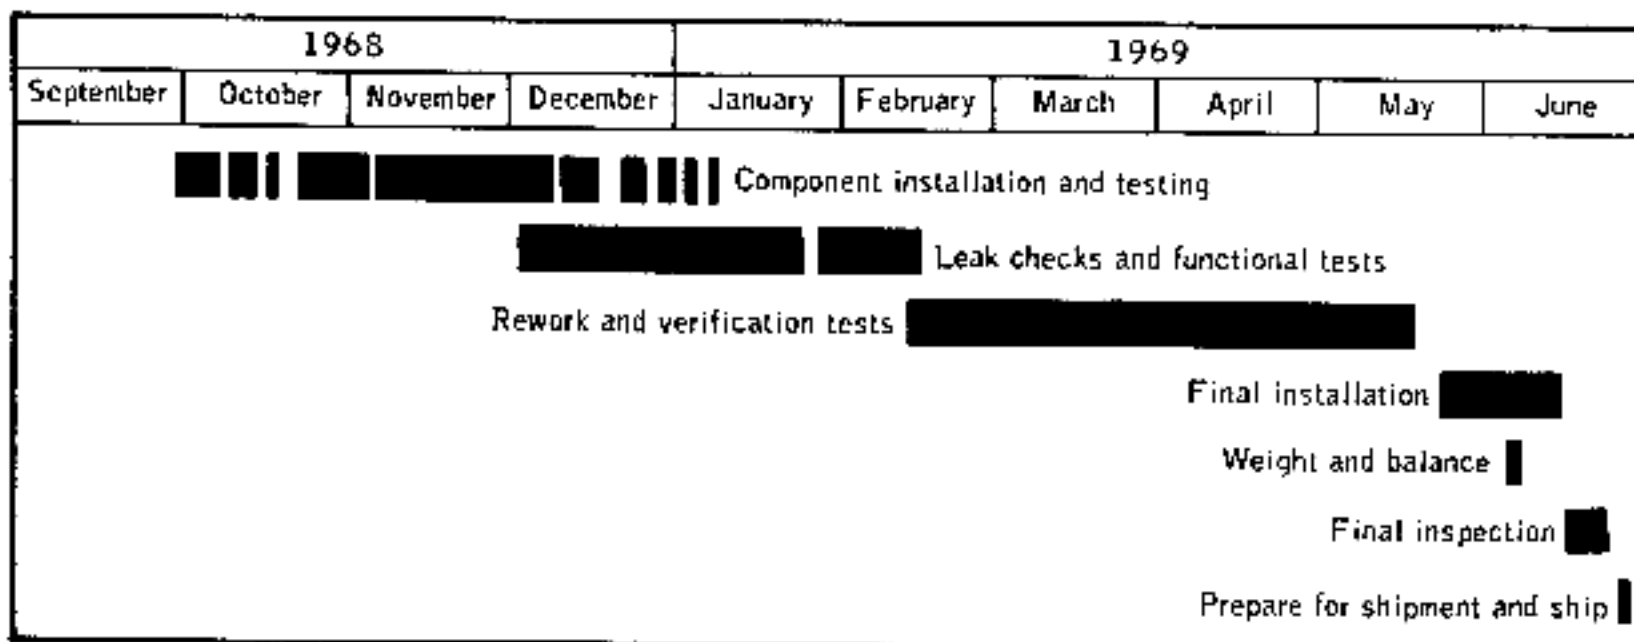 1968 1969
September October November December January February March April May June
Component installation and testing
Leak checks and functional tests
Rework and verification tests
Final installation
Weight and balance
Final inspection
Prepare for shipment and ship